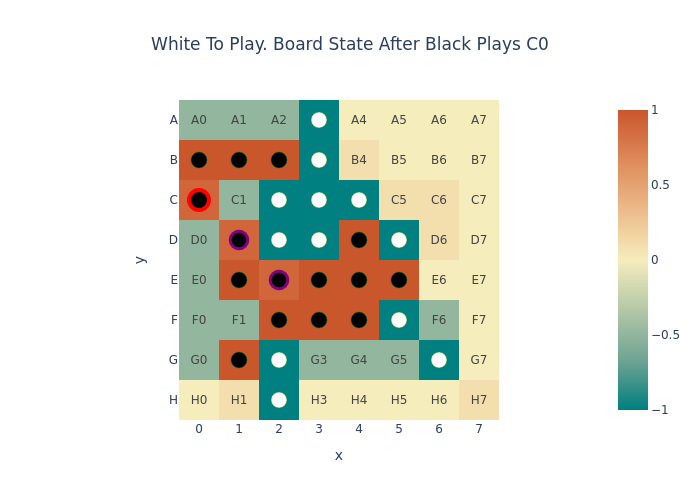 White To Play. Board State After Black Plays C0
A A0 A1 A2 A4 A5 A6 A7
B B4 B5 B6 B7
C C1 C5 C6 C7
D D0 D6 D7
E E0 E6 E7
F F0 F1 F6 F7
G G0 G3 G4 G5 G7
H H0 H1 H3 H4 H5 H6 H7
0 1 2 3 4 5 6 7
x
y
1
0.5
0
−0.5
−1